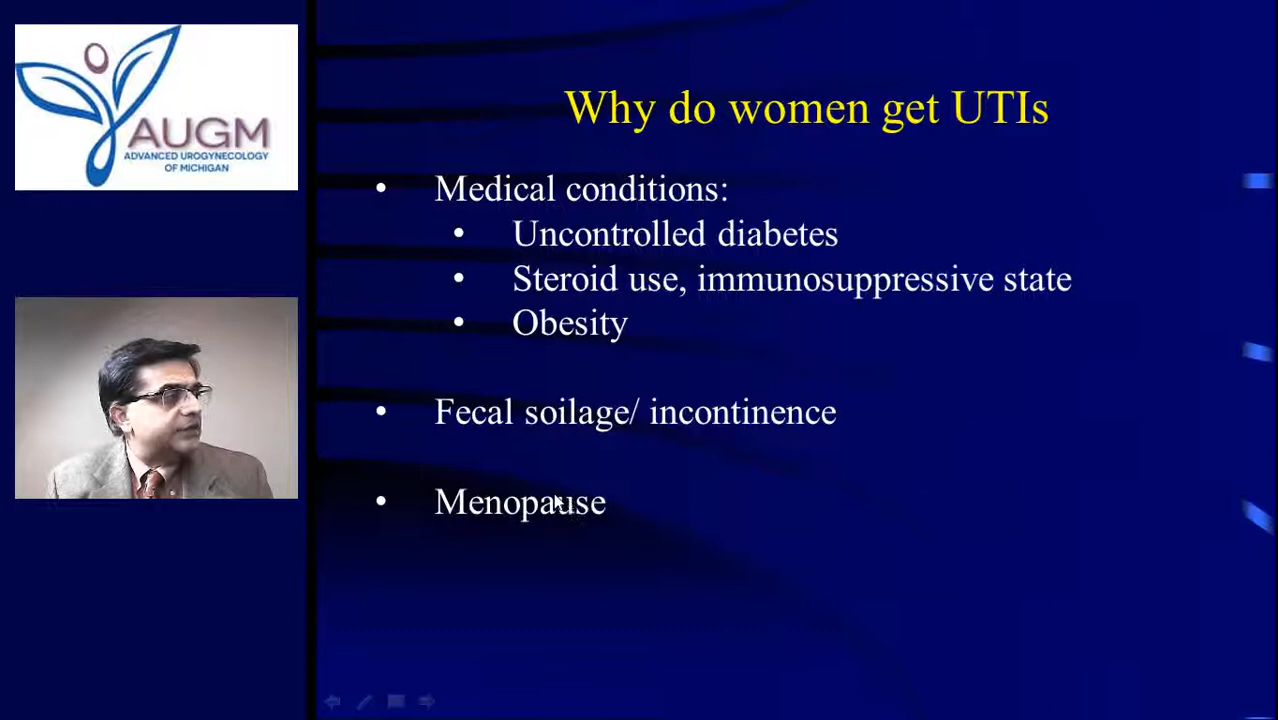 AUGM
ADVANCED UROGYNECOLOGY
OF MICHIGAN
Why do women get UTIs
• Medical conditions:
• Uncontrolled diabetes
• Steroid use, immunosuppressive state
• Obesity
• Fecal soilage/ incontinence
• Menopause